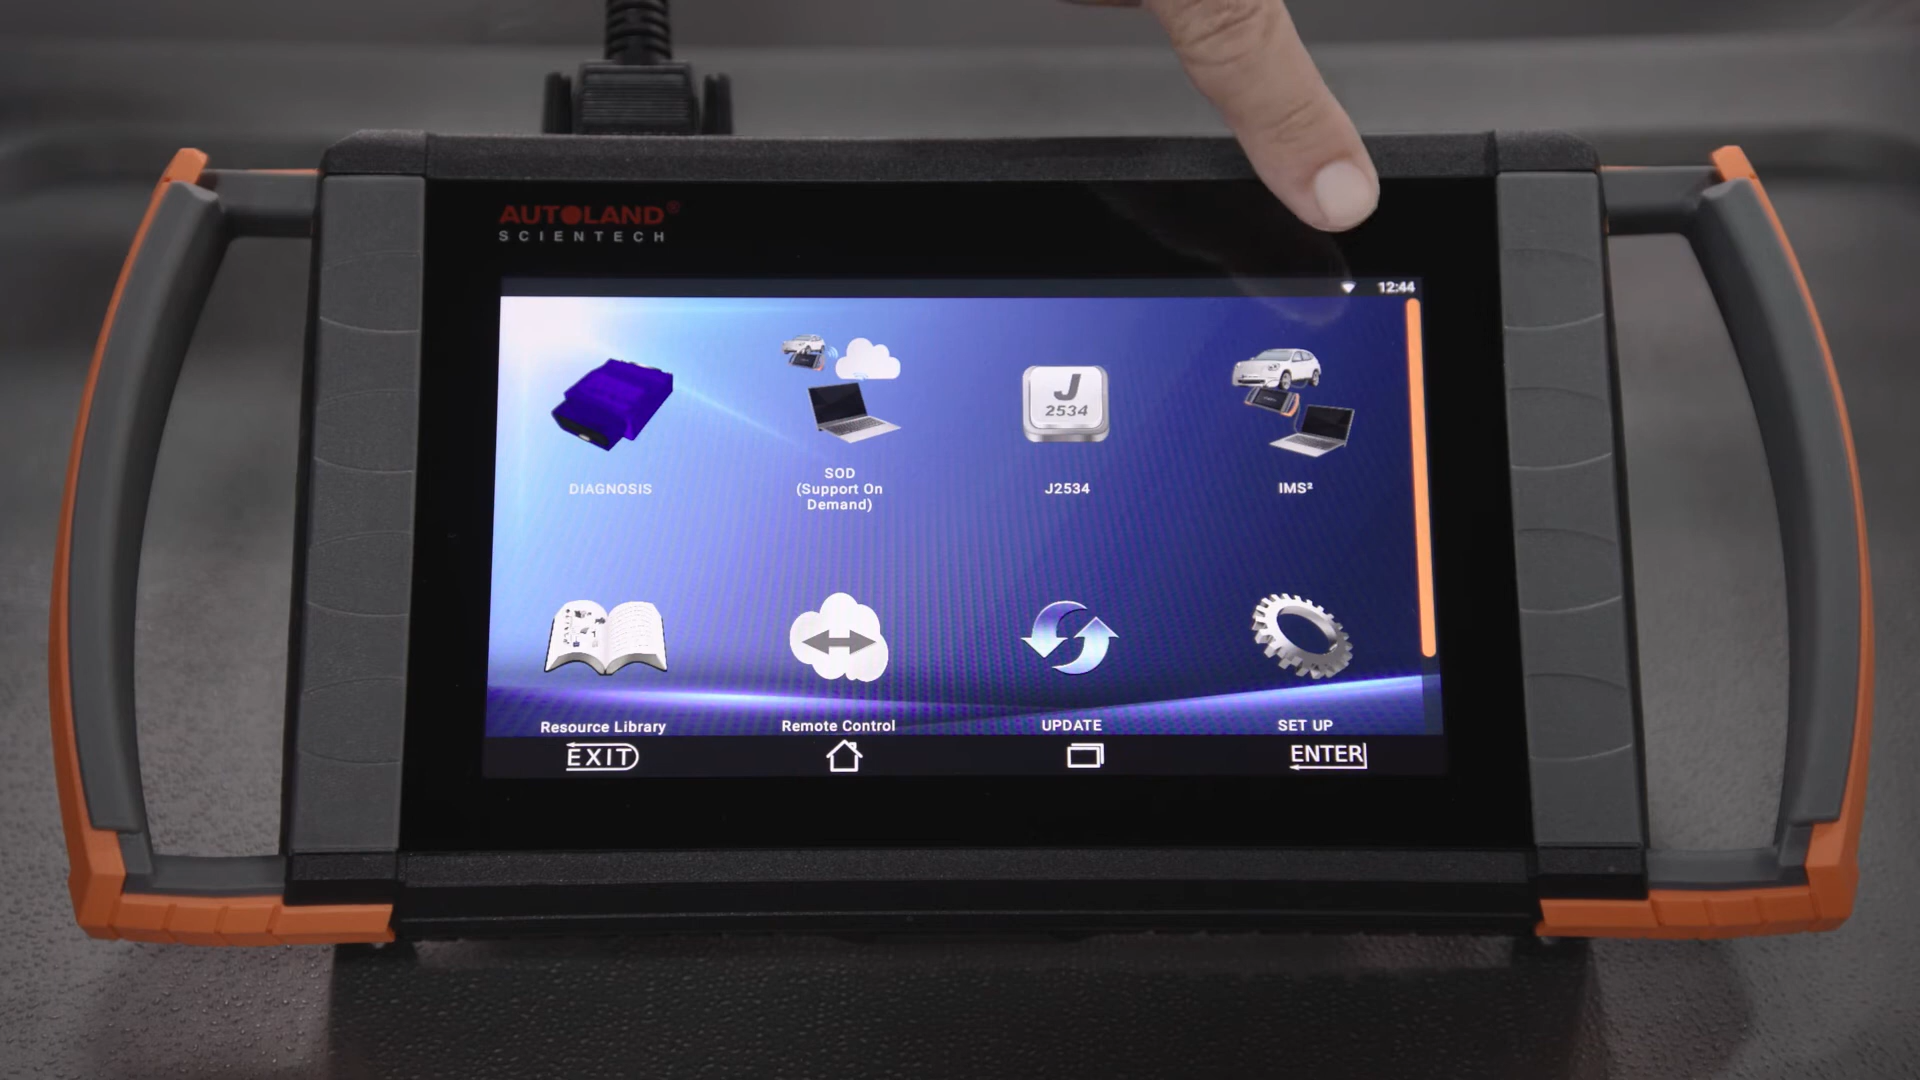 AUTOLAND®
SCIENTECH
12:44
DIAGNOSIS
SOD
(Support On
Demand)
J
2534
J2534
IMS²
Resource Library
Remote Control
UPDATE
SET UP
EXIT
ENTER